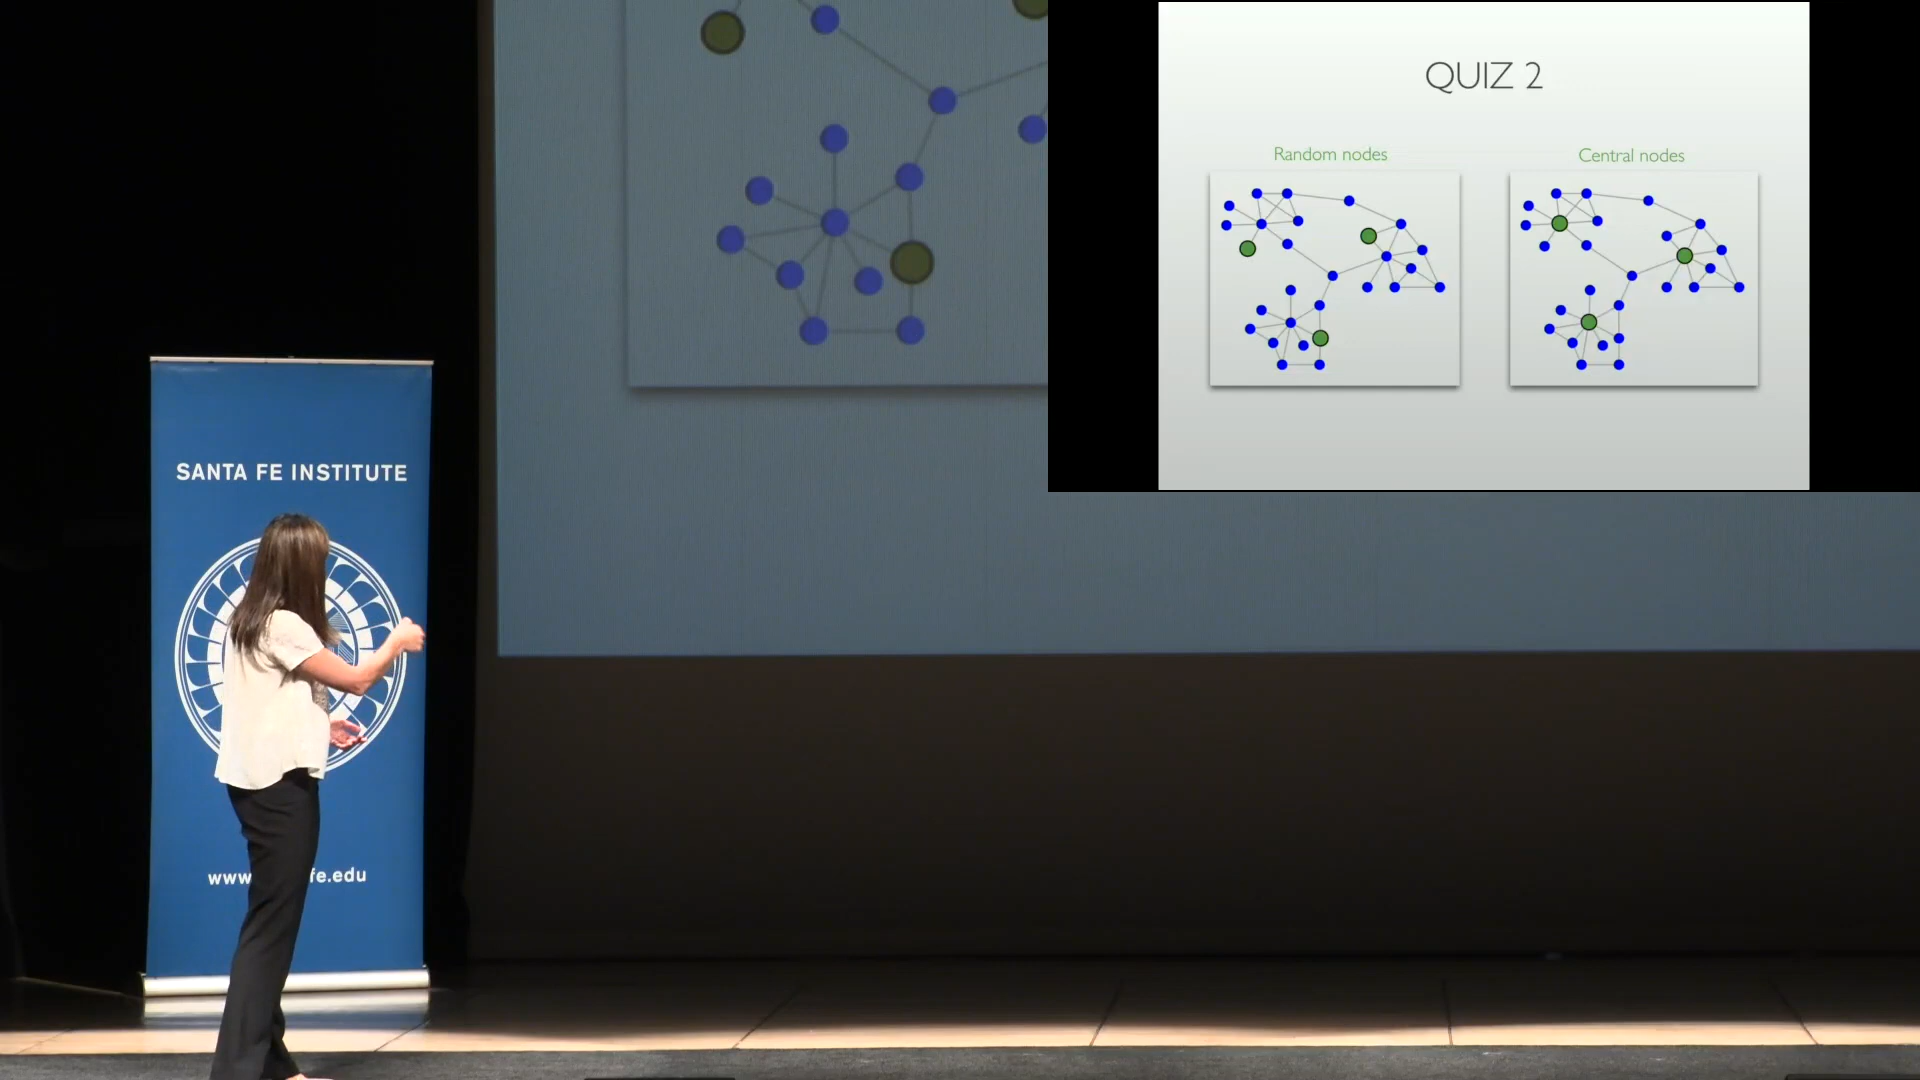 QUIZ 2
Random nodes
Central nodes
SANTA FE INSTITUTE
www
fe.edu